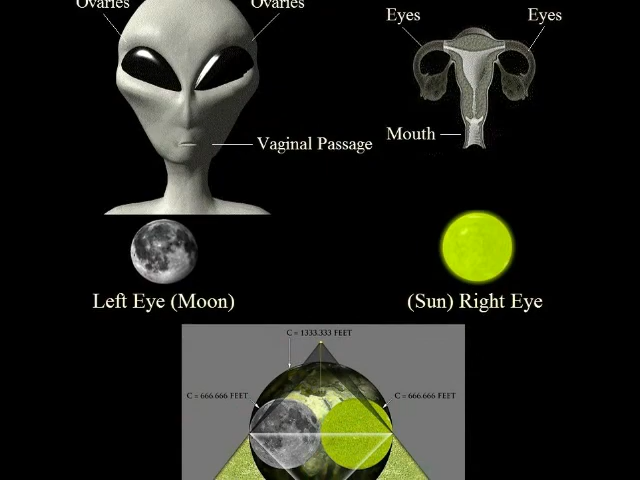 Ovaries Ovaries
Eyes Eyes
Mouth
Vaginal Passage
Left Eye (Moon) (Sun) Right Eye
C = 1333.333 FEET
C = 666.666 FEET C = 666.666 FEET